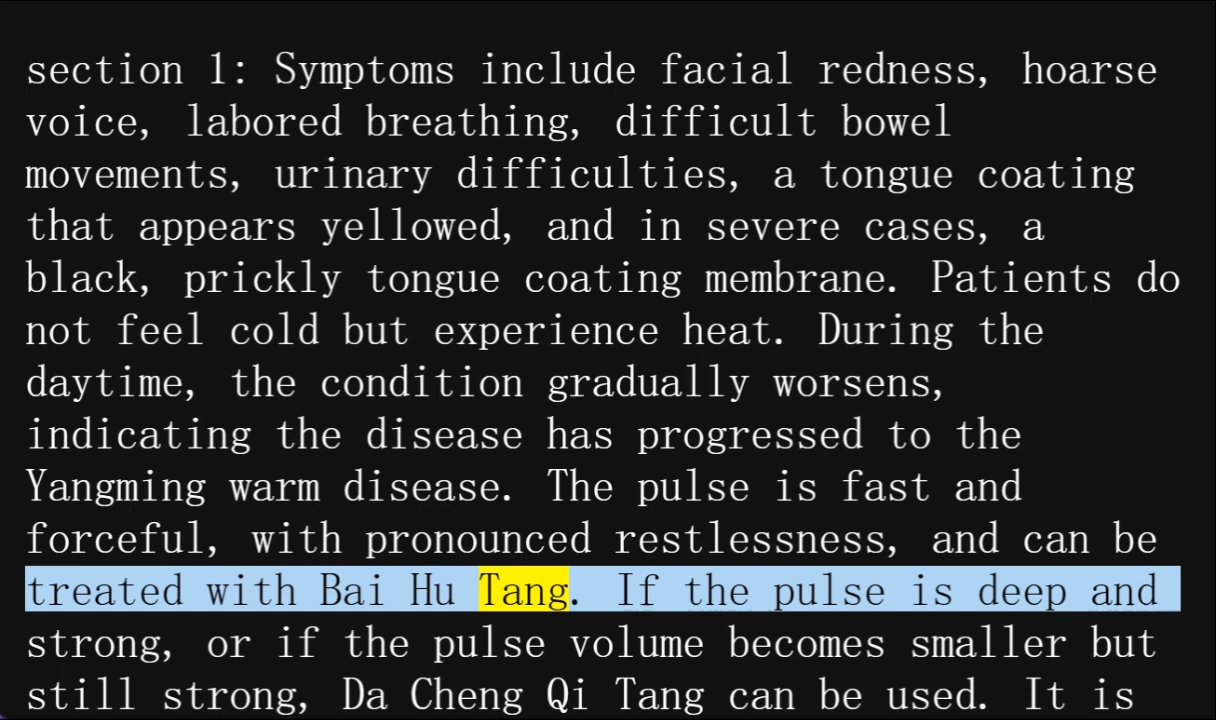 section 1: Symptoms include facial redness, hoarse
voice, labored breathing, difficult bowel
movements, urinary difficulties, a tongue coating
that appears yellowed, and in severe cases, a
black, prickly tongue coating membrane. Patients do
not feel cold but experience heat. During the
daytime, the condition gradually worsens,
indicating the disease has progressed to the
Yangming warm disease. The pulse is fast and
forceful, with pronounced restlessness, and can be
treated with Bai Hu Tang. If the pulse is deep and
strong, or if the pulse volume becomes smaller but
still strong, Da Cheng Qi Tang can be used. It is